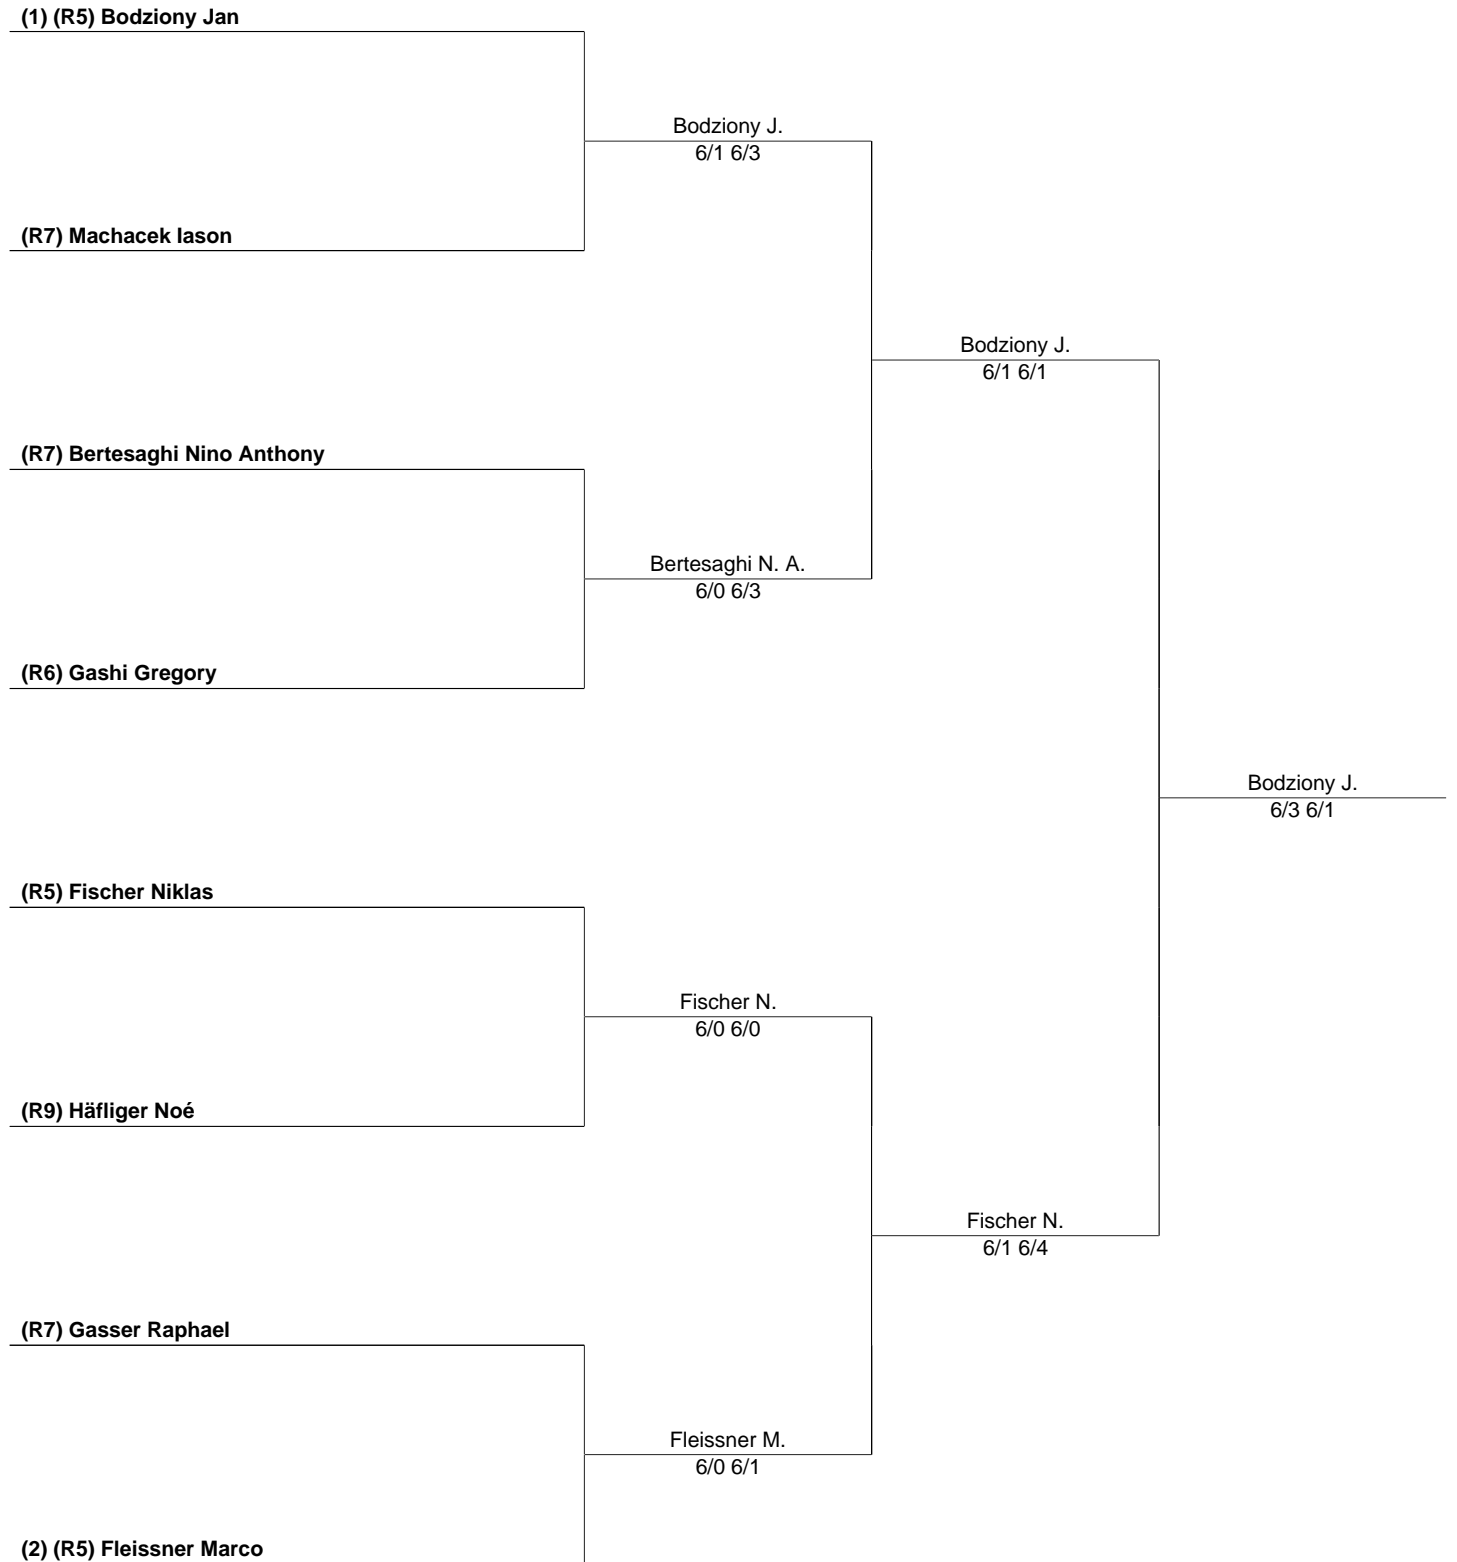 (1) (R5) Bodziony Jan
Bodziony J.
6/1 6/3
(R7) Machacek Iason
Bodziony J.
6/1 6/1
(R7) Bertesaghi Nino Anthony
Bertesaghi N. A.
6/0 6/3
(R6) Gashi Gregory
Bodziony J.
6/3 6/1
(R5) Fischer Niklas
Fischer N.
6/0 6/0
(R9) Häfliger Noé
Fischer N.
6/1 6/4
(R7) Gasser Raphael
Fleissner M.
6/0 6/1
(2) (R5) Fleissner Marco